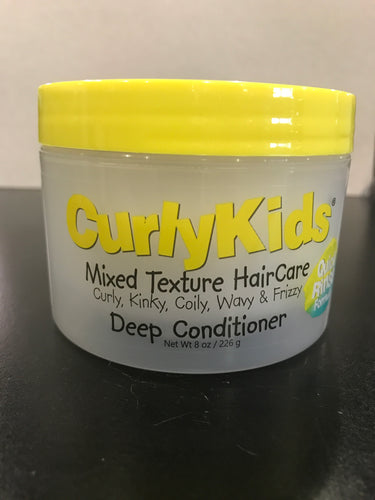 CurlyKids®
Mixed Texture HairCare
Curly, Kinky, Coily, Wavy & Frizzy
Deep Conditioner
Net Wt 8 oz / 226 g